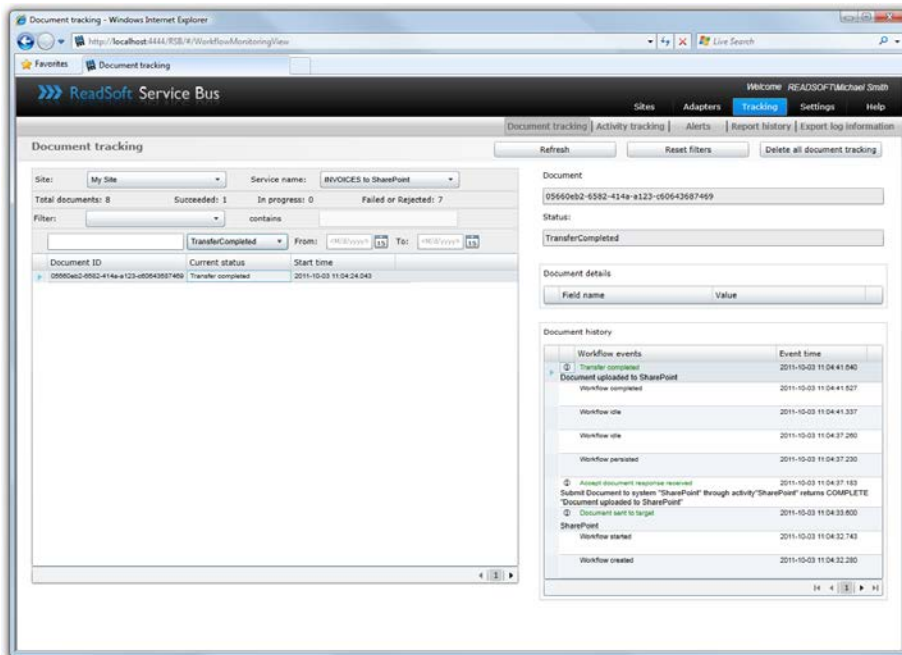 Document tracking - Windows Internet Explorer
http://localhost:4444/RSB/#/WorkflowMonitoringView
Live Search
Favorites
Document tracking
ReadSoft Service Bus
Welcome READSOFT\Michael Smith
Sites Adapters Tracking Settings Help
Document tracking Activity tracking Alerts Report history Export log information
Document tracking
Refresh Reset filters Delete all document tracking
Site: My Site Service name: INVOICES to SharePoint
Total documents: 8 Succeeded: 1 In progress: 0 Failed or Rejected: 7
Filter: contains
TransferCompleted From: <M/d/yyyy> 15 To: <M/d/yyyy> 15
Document ID Current status Start time
05660eb2-6582-414a-a123-c60643687469 Transfer completed 2011-10-03 11:04:24.043
1
Document
05660eb2-6582-414a-a123-c60643687469
Status:
TransferCompleted
Document details
Field name Value
Document history
Workflow events Event time
Transfer completed 2011-10-03 11:04:41.640
Document uploaded to SharePoint
Workflow completed 2011-10-03 11:04:41.527
Workflow idle 2011-10-03 11:04:41.337
Workflow idle 2011-10-03 11:04:37.260
Workflow persisted 2011-10-03 11:04:37.230
Accept document response received 2011-10-03 11:04:37.163
Submit Document to system "SharePoint" through activity"SharePoint" returns COMPLETE
"Document uploaded to SharePoint"
Document sent to target 2011-10-03 11:04:33.600
SharePoint
Workflow started 2011-10-03 11:04:32.743
Workflow created 2011-10-03 11:04:32.280
1